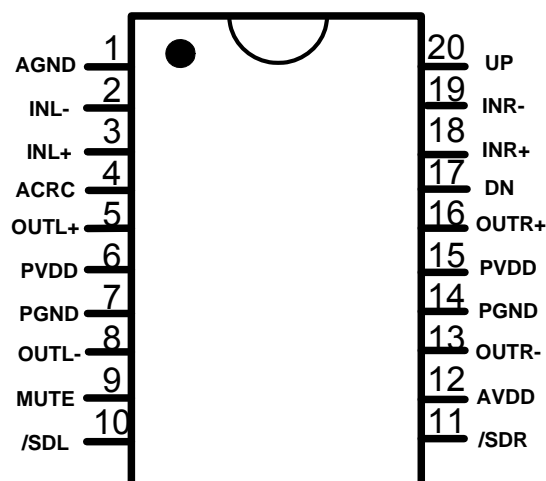 AGND 1 20 UP
INL- 2 19 INR-
INL+ 3 18 INR+
ACRC 4 17 DN
OUTL+ 5 16 OUTR+
PVDD 6 15 PVDD
PGND 7 14 PGND
OUTL- 8 13 OUTR-
MUTE 9 12 AVDD
/SDL 10 11 /SDR